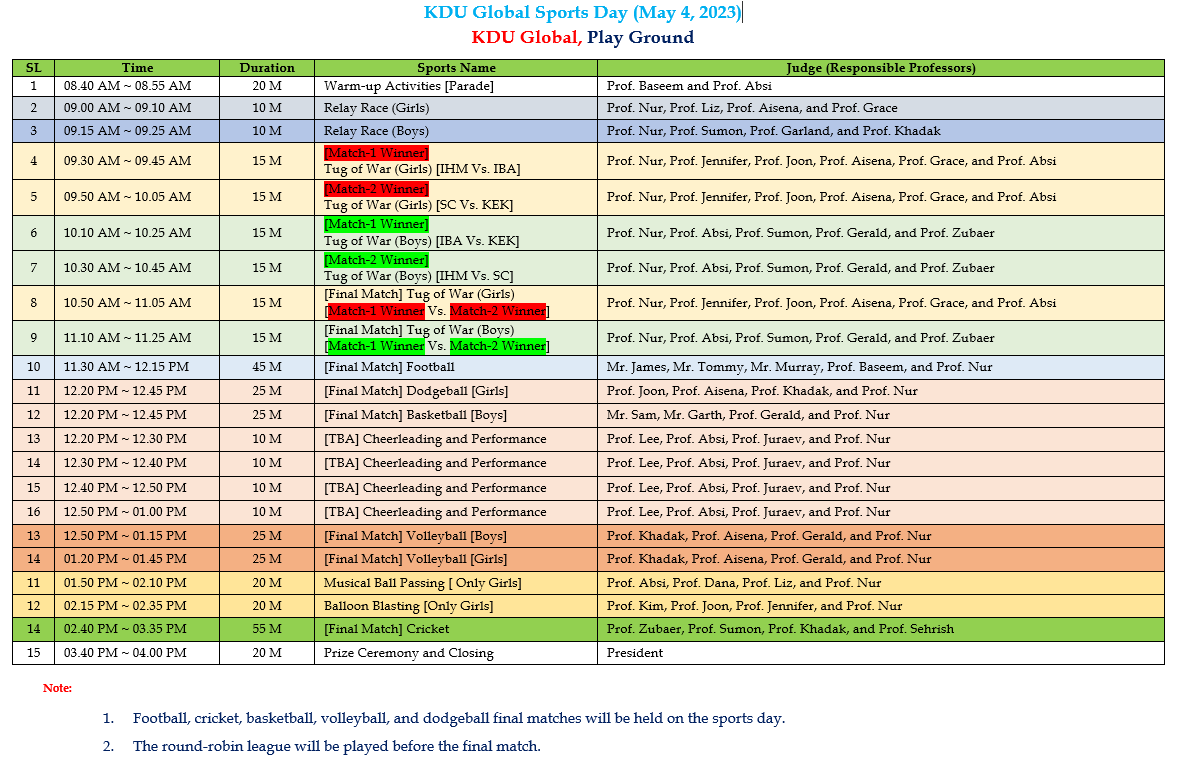 KDU Global Sports Day (May 4, 2023)
KDU Global, Play Ground
SL Time Duration Sports Name Judge (Responsible Professors)
1 08.40 AM ~ 08.55 AM 20 M Warm-up Activities [Parade] Prof. Baseem and Prof. Absi
2 09.00 AM ~ 09.10 AM 10 M Relay Race (Girls) Prof. Nur, Prof. Liz, Prof. Aisena, and Prof. Grace
3 09.15 AM ~ 09.25 AM 10 M Relay Race (Boys) Prof. Nur, Prof. Sumon, Prof. Garland, and Prof. Khadak
4 09.30 AM ~ 09.45 AM 15 M [Match-1 Winner]
Tug of War (Girls) [IHM Vs. IBA] Prof. Nur, Prof. Jennifer, Prof. Joon, Prof. Aisena, Prof. Grace, and Prof. Absi
5 09.50 AM ~ 10.05 AM 15 M [Match-2 Winner]
Tug of War (Girls) [SC Vs. KEK] Prof. Nur, Prof. Jennifer, Prof. Joon, Prof. Aisena, Prof. Grace, and Prof. Absi
6 10.10 AM ~ 10.25 AM 15 M [Match-1 Winner]
Tug of War (Boys) [IBA Vs. KEK] Prof. Nur, Prof. Absi, Prof. Sumon, Prof. Gerald, and Prof. Zubaer
7 10.30 AM ~ 10.45 AM 15 M [Match-2 Winner]
Tug of War (Boys) [IHM Vs. SC] Prof. Nur, Prof. Absi, Prof. Sumon, Prof. Gerald, and Prof. Zubaer
8 10.50 AM ~ 11.05 AM 15 M [Final Match] Tug of War (Girls)
[Match-1 Winner Vs. Match-2 Winner] Prof. Nur, Prof. Jennifer, Prof. Joon, Prof. Aisena, Prof. Grace, and Prof. Absi
9 11.10 AM ~ 11.25 AM 15 M [Final Match] Tug of War (Boys)
[Match-1 Winner Vs. Match-2 Winner] Prof. Nur, Prof. Absi, Prof. Sumon, Prof. Gerald, and Prof. Zubaer
10 11.30 AM ~ 12.15 PM 45 M [Final Match] Football Mr. James, Mr. Tommy, Mr. Murray, Prof. Baseem, and Prof. Nur
11 12.20 PM ~ 12.45 PM 25 M [Final Match] Dodgeball [Girls] Prof. Joon, Prof. Aisena, Prof. Khadak, and Prof. Nur
12 12.20 PM ~ 12.45 PM 25 M [Final Match] Basketball [Boys] Mr. Sam, Mr. Garth, Prof. Gerald, and Prof. Nur
13 12.20 PM ~ 12.30 PM 10 M [TBA] Cheerleading and Performance Prof. Lee, Prof. Absi, Prof. Juraev, and Prof. Nur
14 12.30 PM ~ 12.40 PM 10 M [TBA] Cheerleading and Performance Prof. Lee, Prof. Absi, Prof. Juraev, and Prof. Nur
15 12.40 PM ~ 12.50 PM 10 M [TBA] Cheerleading and Performance Prof. Lee, Prof. Absi, Prof. Juraev, and Prof. Nur
16 12.50 PM ~ 01.00 PM 10 M [TBA] Cheerleading and Performance Prof. Lee, Prof. Absi, Prof. Juraev, and Prof. Nur
13 12.50 PM ~ 01.15 PM 25 M [Final Match] Volleyball [Boys] Prof. Khadak, Prof. Aisena, Prof. Gerald, and Prof. Nur
14 01.20 PM ~ 01.45 PM 25 M [Final Match] Volleyball [Girls] Prof. Khadak, Prof. Aisena, Prof. Gerald, and Prof. Nur
11 01.50 PM ~ 02.10 PM 20 M Musical Ball Passing [ Only Girls] Prof. Absi, Prof. Dana, Prof. Liz, and Prof. Nur
12 02.15 PM ~ 02.35 PM 20 M Balloon Blasting [Only Girls] Prof. Kim, Prof. Joon, Prof. Jennifer, and Prof. Nur
14 02.40 PM ~ 03.35 PM 55 M [Final Match] Cricket Prof. Zubaer, Prof. Sumon, Prof. Khadak, and Prof. Sehrish
15 03.40 PM ~ 04.00 PM 20 M Prize Ceremony and Closing President
Note:
1. Football, cricket, basketball, volleyball, and dodgeball final matches will be held on the sports day.
2. The round-robin league will be played before the final match.